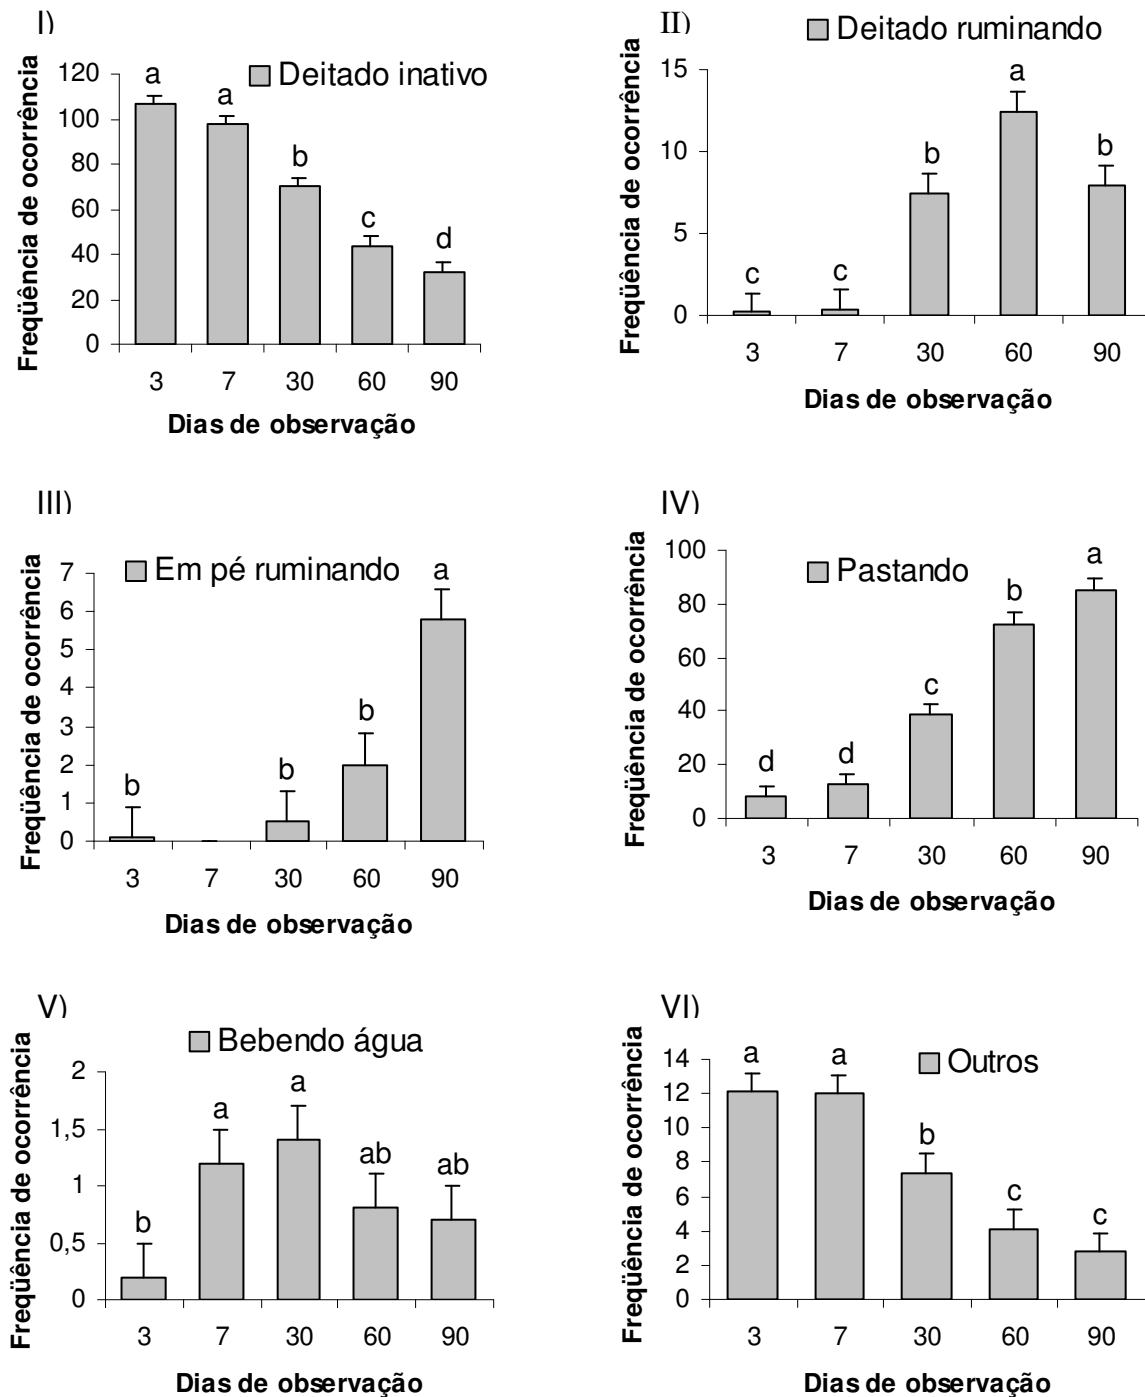 I)
Deitado inativo
Freqüência de ocorrência
120
100
80
60
40
20
0
a
a
b
c
d
3 7 30 60 90
Dias de observação
II)
Deitado ruminando
Freqüência de ocorrência
15
10
5
0
c
c
b
a
b
3 7 30 60 90
Dias de observação
III)
Em pé ruminando
Freqüência de ocorrência
7
6
5
4
3
2
1
0
b
b
b
a
3 7 30 60 90
Dias de observação
IV)
Pastando
Freqüência de ocorrência
100
80
60
40
20
0
d
d
c
b
a
3 7 30 60 90
Dias de observação
V)
Bebendo água
Freqüência de ocorrência
2
1,5
1
0,5
0
b
a
a
ab
ab
3 7 30 60 90
Dias de observação
VI)
Outros
Freqüência de ocorrência
14
12
10
8
6
4
2
0
a
a
b
c
c
3 7 30 60 90
Dias de observação